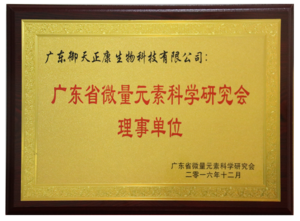 广东御天正康生物科技有限公司：
广东省微量元素科学研究会
理事单位
广东省微量元素科学研究会
二零一六年十二月